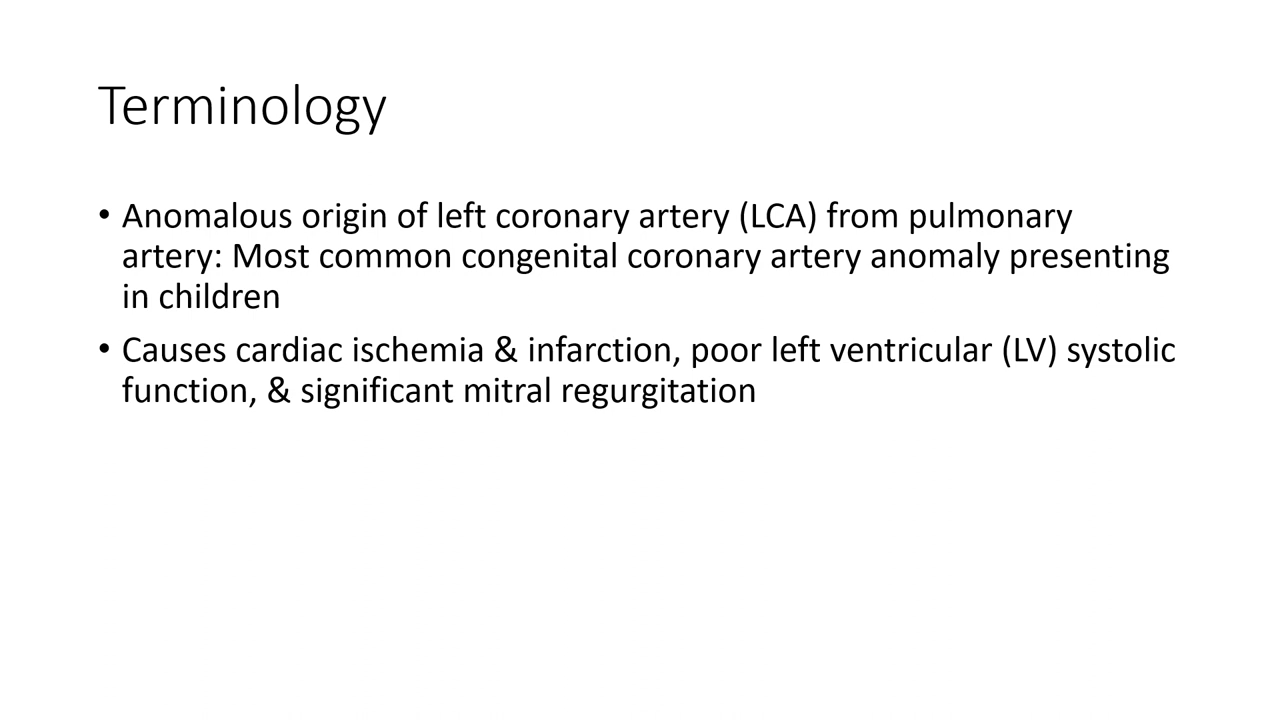 Terminology
• Anomalous origin of left coronary artery (LCA) from pulmonary
artery: Most common congenital coronary artery anomaly presenting
in children
• Causes cardiac ischemia & infarction, poor left ventricular (LV) systolic
function, & significant mitral regurgitation